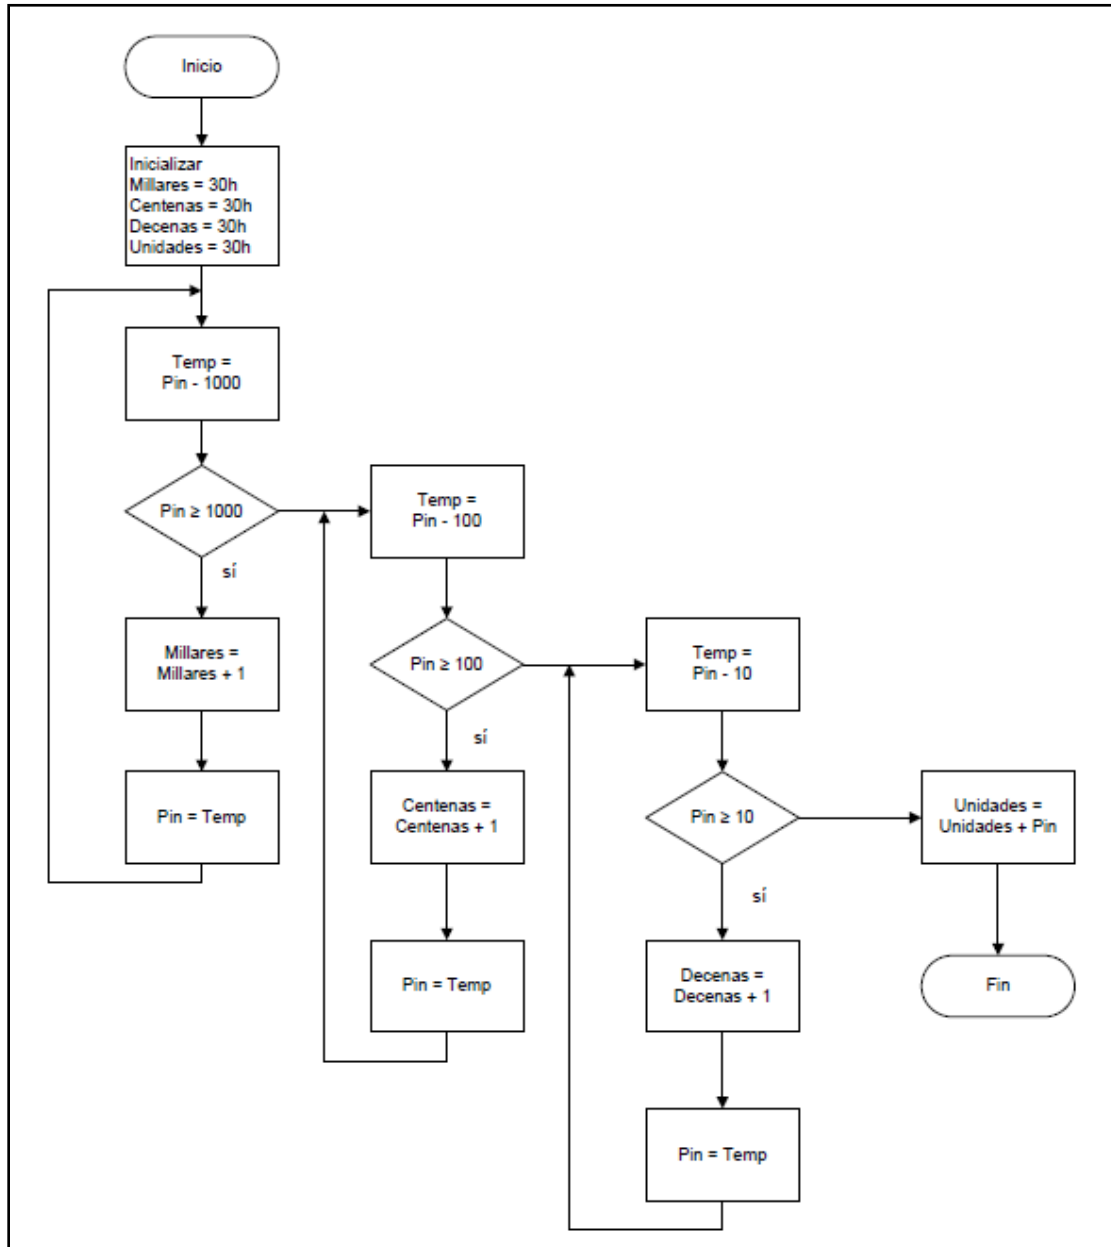 Inicio
Inicializar
Millares = 30h
Centenas = 30h
Decenas = 30h
Unidades = 30h
Temp =
Pin - 1000
Pin ≥ 1000
sí
Millares =
Millares + 1
Pin = Temp
Temp =
Pin - 100
Pin ≥ 100
sí
Centenas =
Centenas + 1
Pin = Temp
Temp =
Pin - 10
Pin ≥ 10
sí
Decenas =
Decenas + 1
Pin = Temp
Unidades =
Unidades + Pin
Fin